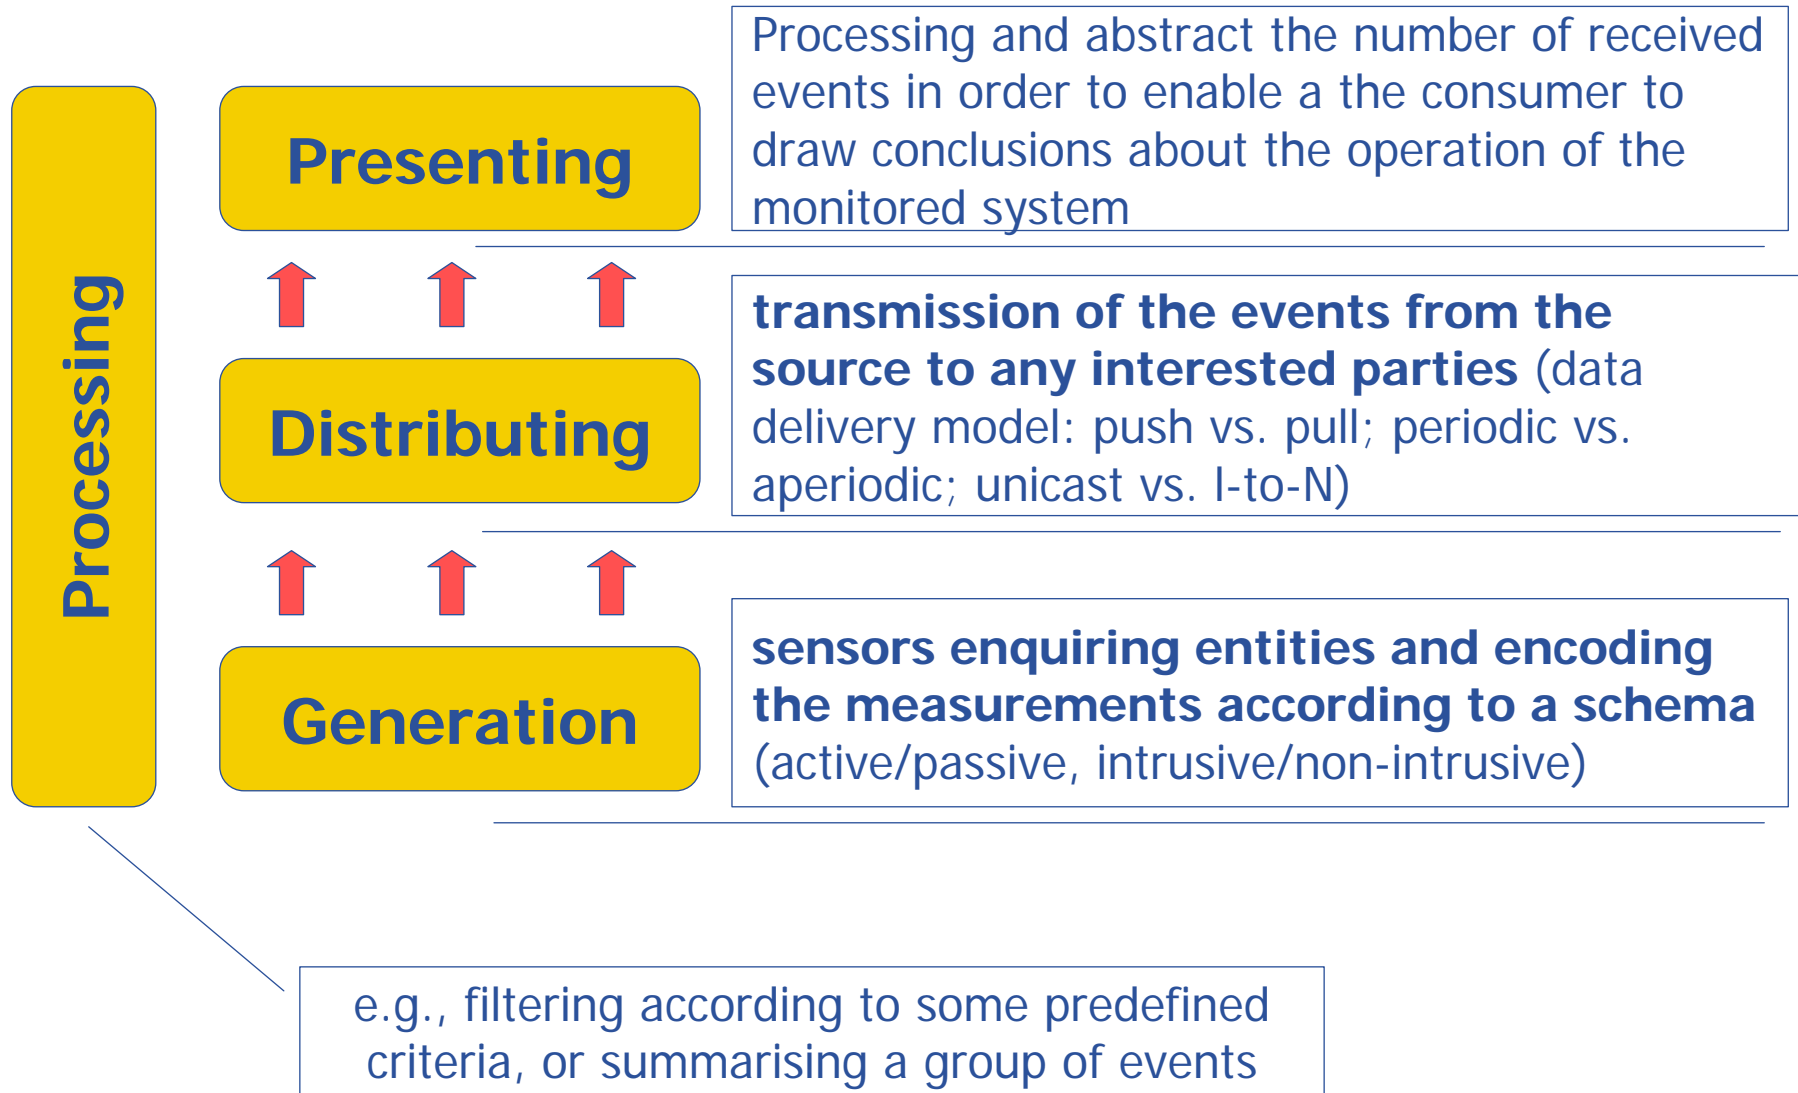 Processing
Presenting
Processing and abstract the number of received
events in order to enable a the consumer to
draw conclusions about the operation of the
monitored system
Distributing
transmission of the events from the
source to any interested parties (data
delivery model: push vs. pull; periodic vs.
aperiodic; unicast vs. l-to-N)
Generation
sensors enquiring entities and encoding
the measurements according to a schema
(active/passive, intrusive/non-intrusive)
e.g., filtering according to some predefined
criteria, or summarising a group of events